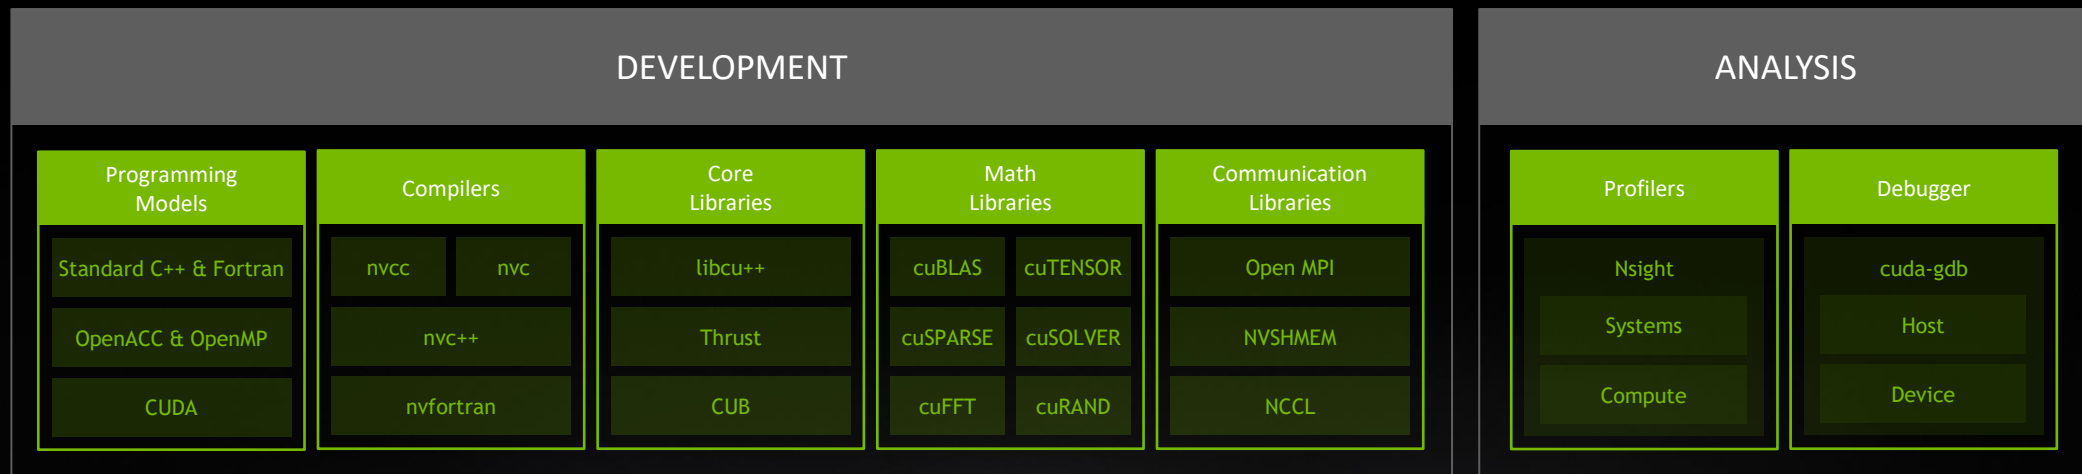 DEVELOPMENT
ANALYSIS
Programming
Models
Standard C++ & Fortran
OpenACC & OpenMP
CUDA
Compilers
nvcc
nvc
nvc++
nvfortran
Core
Libraries
libcu++
Thrust
CUB
Math
Libraries
cuBLAS
cuTENSOR
cuSPARSE
cuSOLVER
cuFFT
cuRAND
Communication
Libraries
Open MPI
NVSHMEM
NCCL
Profilers
Nsight
Systems
Compute
Debugger
cuda-gdb
Host
Device